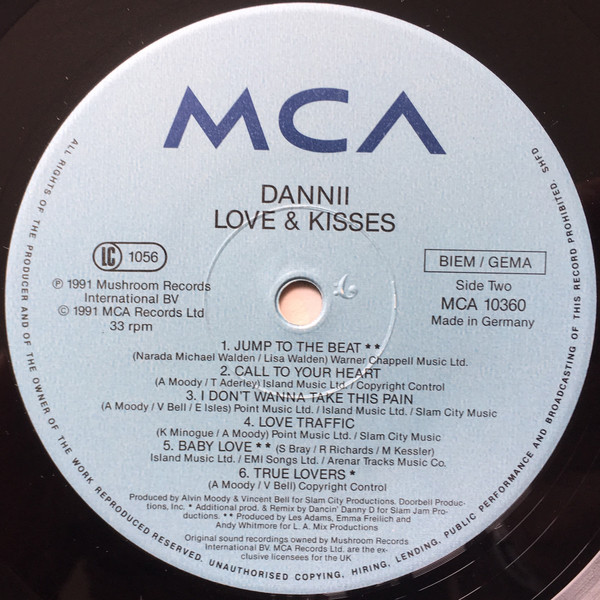 MCA
DANNII
LOVE & KISSES
LC 1056
BIEM / GEMA
℗ 1991 Mushroom Records
International BV
© 1991 MCA Records Ltd
33 rpm
Side Two
MCA 10360
Made in Germany
1. JUMP TO THE BEAT **
(Narada Michael Walden / Lisa Walden) Warner Chappell Music Ltd.
2. CALL TO YOUR HEART
(A Moody / T Aderley) Island Music Ltd. / Copyright Control
3. I DON'T WANNA TAKE THIS PAIN
(A Moody / V Bell / E Isles) Point Music Ltd. / Island Music Ltd. / Slam City Music
4. LOVE TRAFFIC
(K Minogue / A Moody) Point Music Ltd. / Slam City Music
5. BABY LOVE ** (S Bray / R Richards / M Kessler)
Island Music Ltd. / EMI Songs Ltd. / Arenar Tracks Music Co.
6. TRUE LOVERS *
(A Moody / V Bell) Copyright Control
Produced by Alvin Moody & Vincent Bell for Slam City Productions. Doorbell Produc-
tions, Inc. * Additional prod. & Remix by Dancin' Danny D for Slam Jam Pro-
ductions. ** Produced by Les Adams, Emma Freilich and
Andy Whitmore for L. A. Mix Productions
Original sound recordings owned by Mushroom Records
International BV. MCA Records Ltd. are the ex-
clusive licensees for the UK
ALL RIGHTS OF THE PRODUCER AND OF THE OWNER OF THE WORK REPRODUCED RESERVED. UNAUTHORISED COPYING, HIRING, LENDING, PUBLIC PERFORMANCE AND BROADCASTING OF THIS RECORD PROHIBITED. SHFD